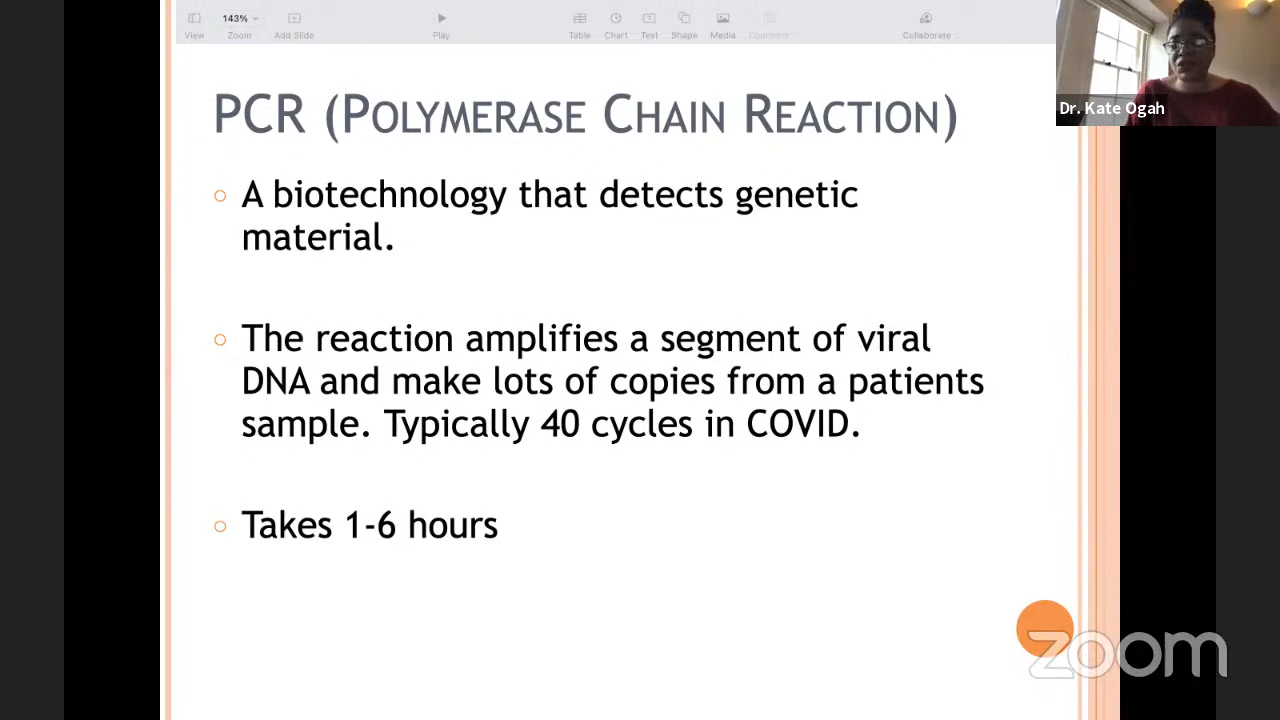 143%
View
Zoom
Add Slide
Play
Table
Chart
Text
Shape
Media
Comment
Collaborate
Dr. Kate Ogah
PCR (POLYMERASE CHAIN REACTION)
A biotechnology that detects genetic
material.
The reaction amplifies a segment of viral
DNA and make lots of copies from a patients
sample. Typically 40 cycles in COVID.
Takes 1-6 hours
zoom